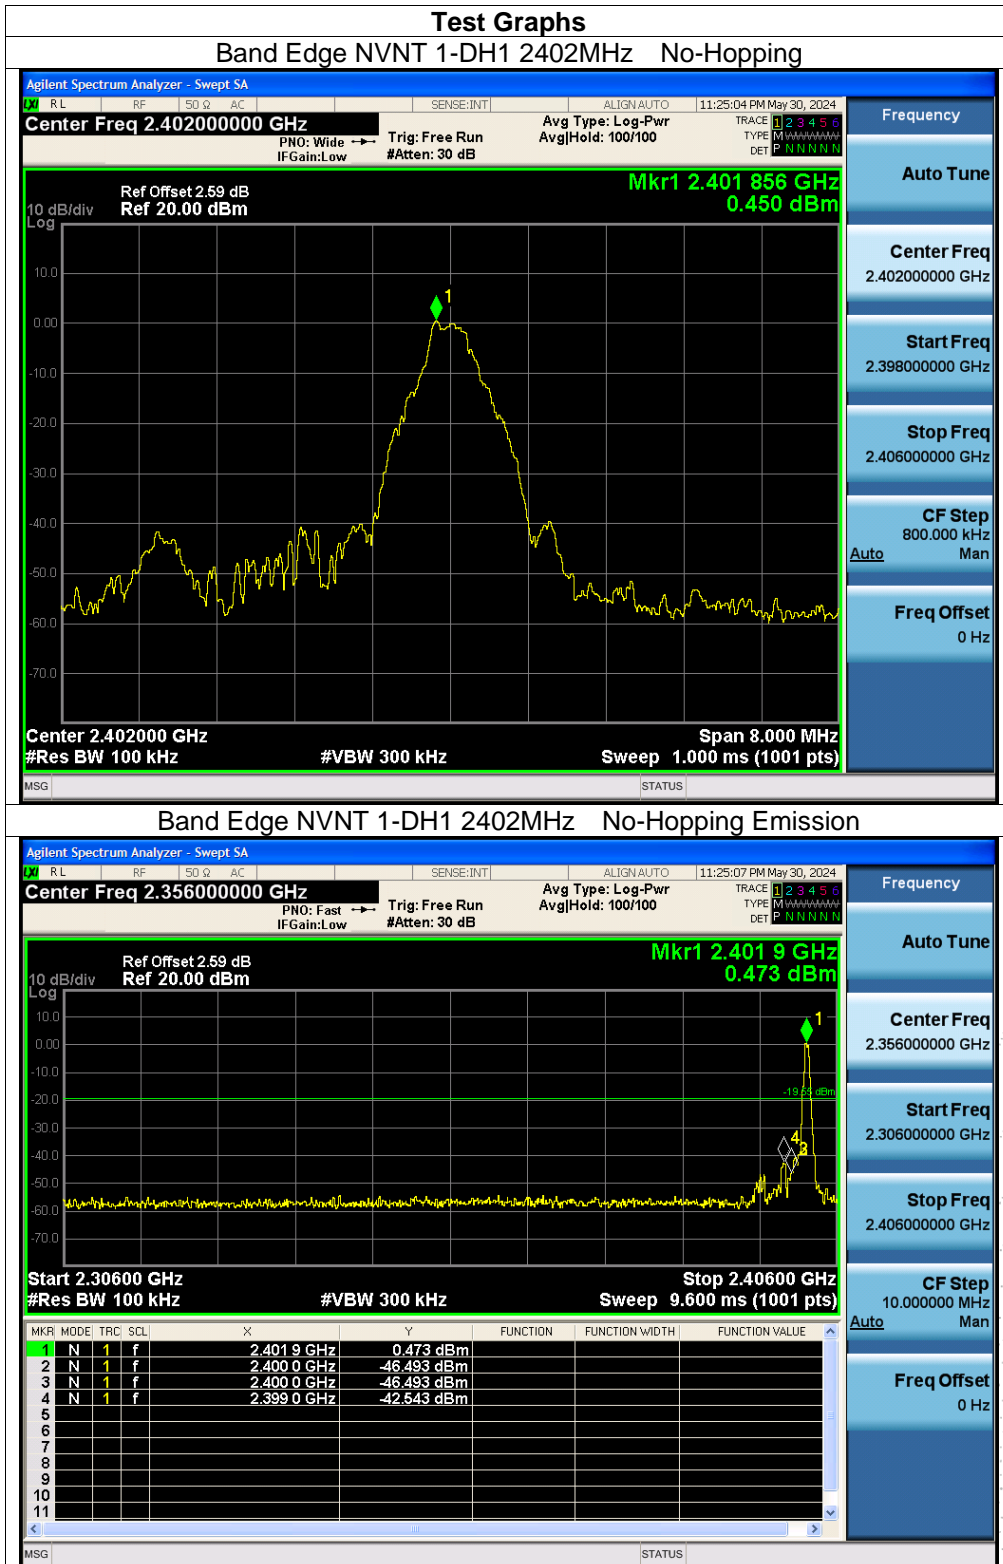 Test Graphs
Band Edge NVNT 1-DH1 2402MHz No-Hopping
Agilent Spectrum Analyzer - Swept SA
LXI RL RF 50 Ω AC SENSE:INT ALIGN AUTO 11:25:04 PM May 30, 2024
Center Freq 2.402000000 GHz
PNO: Wide
IFGain:Low
Trig: Free Run
#Atten: 30 dB
Avg Type: Log-Pwr
Avg|Hold: 100/100
TRACE 1 2 3 4 5 6
TYPE M WWWWW
DET P N N N N N
Mkr1 2.401 856 GHz
0.450 dBm
Ref Offset 2.59 dB
10 dB/div Ref 20.00 dBm
Log
10.0
0.00
-10.0
-20.0
-30.0
-40.0
-50.0
-60.0
-70.0
1
Center 2.402000 GHz Span 8.000 MHz
#Res BW 100 kHz #VBW 300 kHz Sweep 1.000 ms (1001 pts)
MSG STATUS
Frequency
Auto Tune
Center Freq
2.402000000 GHz
Start Freq
2.398000000 GHz
Stop Freq
2.406000000 GHz
CF Step
800.000 kHz
Auto Man
Freq Offset
0 Hz
Band Edge NVNT 1-DH1 2402MHz No-Hopping Emission
Agilent Spectrum Analyzer - Swept SA
LXI RL RF 50 Ω AC SENSE:INT ALIGN AUTO 11:25:07 PM May 30, 2024
Center Freq 2.356000000 GHz
PNO: Fast
IFGain:Low
Trig: Free Run
#Atten: 30 dB
Avg Type: Log-Pwr
Avg|Hold: 100/100
TRACE 1 2 3 4 5 6
TYPE M WWWWW
DET P N N N N N
Mkr1 2.401 9 GHz
0.473 dBm
Ref Offset 2.59 dB
10 dB/div Ref 20.00 dBm
Log
10.0
0.00
-10.0
-20.0
-30.0
-40.0
-50.0
-60.0
-70.0
1
-19.55 dBm
4
Start 2.30600 GHz Stop 2.40600 GHz
#Res BW 100 kHz #VBW 300 kHz Sweep 9.600 ms (1001 pts)
MKR MODE TRC SCL X Y FUNCTION FUNCTION WIDTH FUNCTION VALUE
1 N 1 f 2.401 9 GHz 0.473 dBm
2 N 1 f 2.400 0 GHz -46.493 dBm
3 N 1 f 2.400 0 GHz -46.493 dBm
4 N 1 f 2.399 0 GHz -42.543 dBm
5
6
7
8
9
10
11
MSG STATUS
Frequency
Auto Tune
Center Freq
2.356000000 GHz
Start Freq
2.306000000 GHz
Stop Freq
2.406000000 GHz
CF Step
10.000000 MHz
Auto Man
Freq Offset
0 Hz